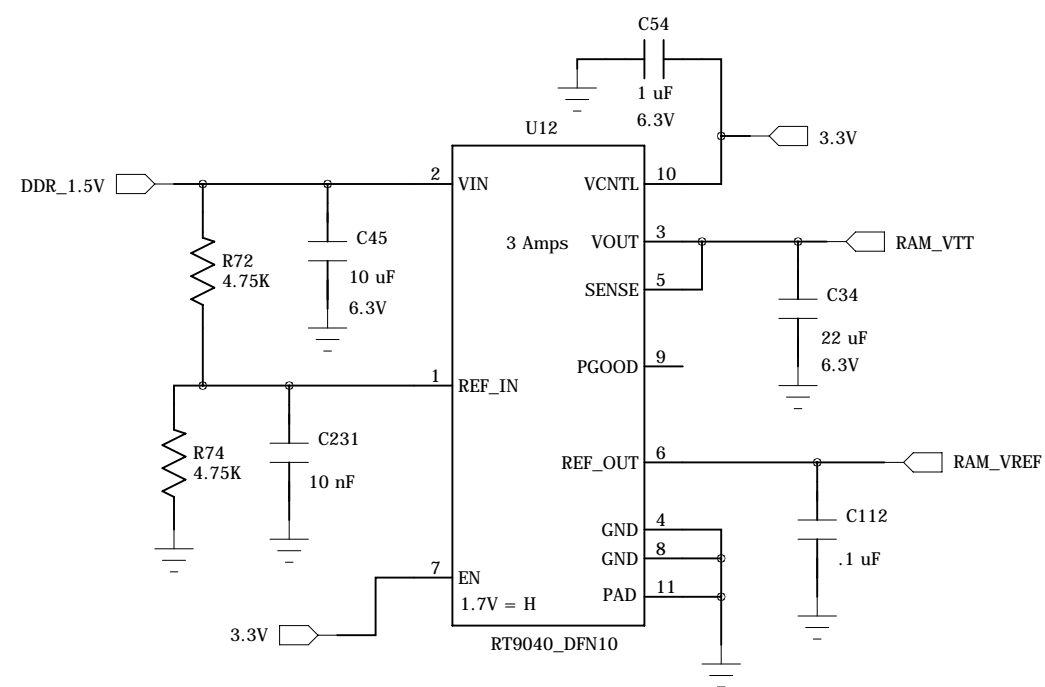 C54
1 uF
6.3V
3.3V
U12
DDR_1.5V
2
VIN
VCNTL
10
R72
4.75K
C45
10 uF
6.3V
3 Amps
VOUT
3
RAM_VTT
SENSE
5
C34
22 uF
6.3V
PGOOD
9
1
REF_IN
R74
4.75K
C231
10 nF
REF_OUT
6
RAM_VREF
C112
.1 uF
GND
4
GND
8
PAD
11
7
EN
1.7V = H
3.3V
RT9040_DFN10